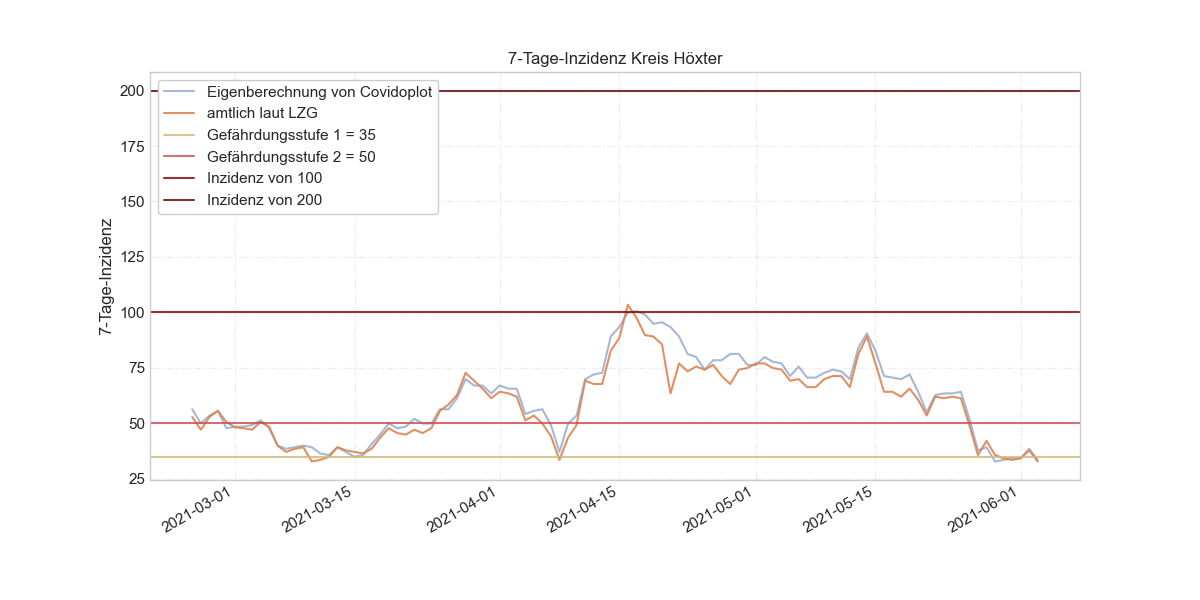 7-Tage-Inzidenz Kreis Höxter
7-Tage-Inzidenz
200
175
150
125
100
75
50
25
Eigenberechnung von Covidoplot
amtlich laut LZG
Gefährdungsstufe 1 = 35
Gefährdungsstufe 2 = 50
Inzidenz von 100
Inzidenz von 200
2021-03-01
2021-03-15
2021-04-01
2021-04-15
2021-05-01
2021-05-15
2021-06-01